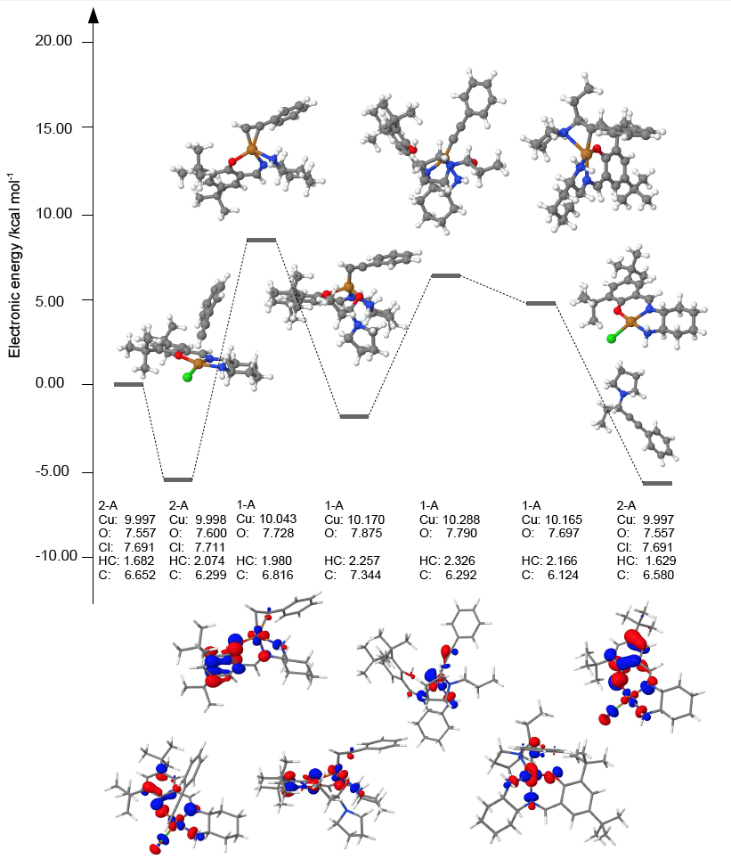 20.00
15.00
10.00
5.00
0.00
-5.00
-10.00
Electronic energy /kcal mol-1
2-A 2-A 1-A 1-A 1-A 1-A 2-A
Cu: 9.997 9.998 Cu: 10.043 Cu: 10.170 Cu: 10.288 Cu: 10.165 Cu: 9.997
O: 7.557 O: 7.600 O: 7.728 O: 7.875 O: 7.790 O: 7.697 O: 7.557
Cl: 7.691 Cl: 7.711 Cl: 7.691
HC: 1.682 HC: 2.074 HC: 1.980 HC: 2.257 HC: 2.326 HC: 2.166 HC: 1.629
C: 6.652 C: 6.299 C: 6.816 C: 7.344 C: 6.292 C: 6.124 C: 6.580